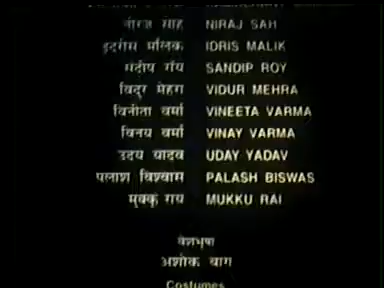 नीरज साह NIRAJ SAH
इदरीस मलिक IDRIS MALIK
संदीप रॉय SANDIP ROY
विदुर मेहरा VIDUR MEHRA
विनीता वर्मा VINEETA VARMA
विनय वर्मा VINAY VARMA
उदय यादव UDAY YADAV
पलाश विश्वास PALASH BISWAS
मुक्कु राय MUKKU RAI
वेशभूषा
अशोक बाग
Costumes